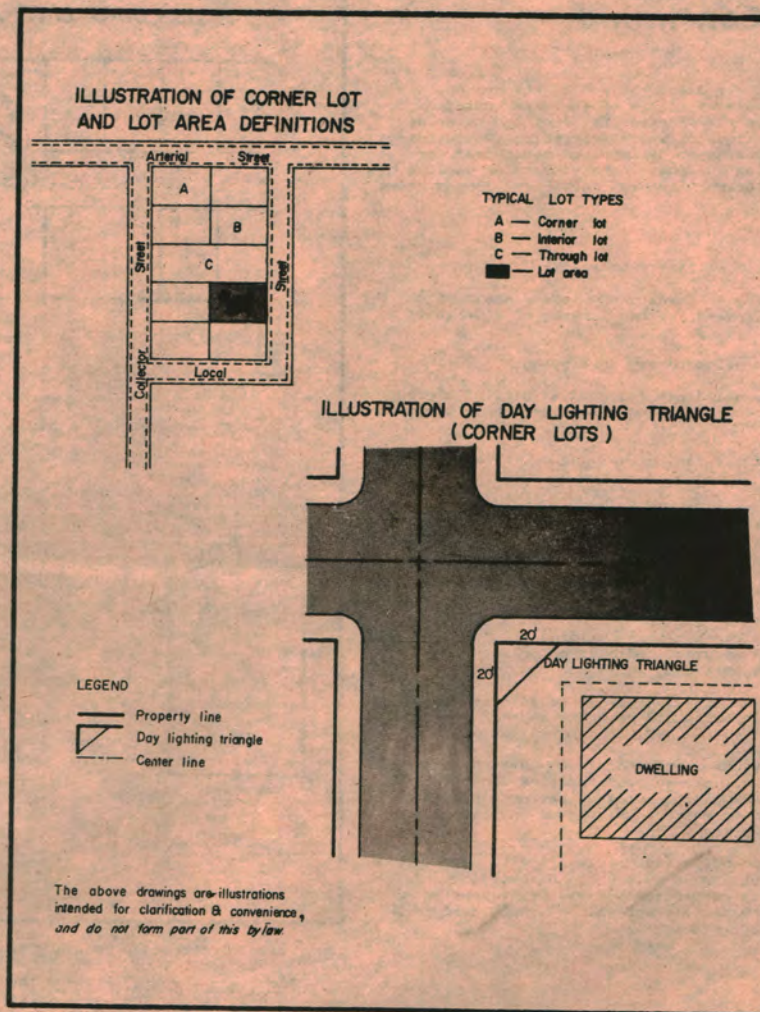 ILLUSTRATION OF CORNER LOT
AND LOT AREA DEFINITIONS
Arterial Street
A
B
C
Street
Collector
Street
Local
TYPICAL LOT TYPES
A — Corner lot
B — Interior lot
C — Through lot
— Lot area
ILLUSTRATION OF DAY LIGHTING TRIANGLE
(CORNER LOTS)
20'
20'
DAY LIGHTING TRIANGLE
DWELLING
LEGEND
Property line
Day lighting triangle
Center line
The above drawings are illustrations
intended for clarification & convenience,
and do not form part of this bylaw.